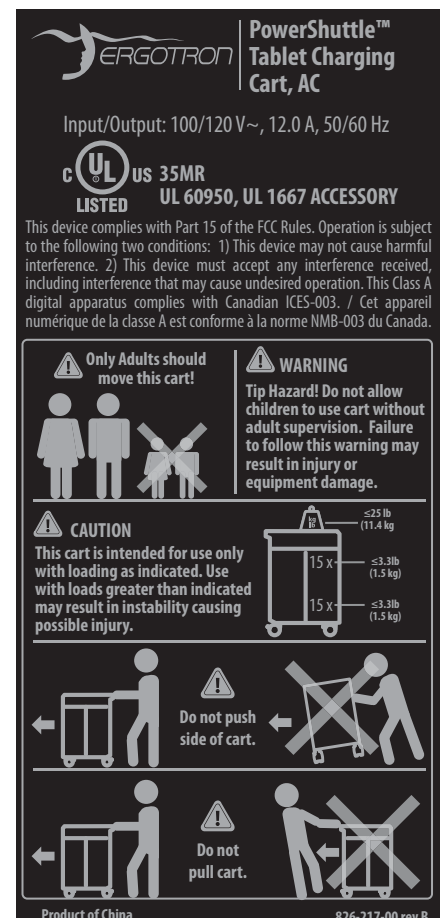 ERGOTRON
PowerShuttle™
Tablet Charging
Cart, AC
Input/Output: 100/120 V~, 12.0 A, 50/60 Hz
C UL US 35MR
LISTED
UL 60950, UL 1667 ACCESSORY
This device complies with Part 15 of the FCC Rules. Operation is subject
to the following two conditions: 1) This device may not cause harmful
interference. 2) This device must accept any interference received,
including interference that may cause undesired operation. This Class A
digital apparatus complies with Canadian ICES-003. / Cet appareil
numérique de la classe A est conforme à la norme NMB-003 du Canada.
Only Adults should
move this cart!
WARNING
Tip Hazard! Do not allow
children to use cart without
adult supervision. Failure
to follow this warning may
result in injury or
equipment damage.
CAUTION
This cart is intended for use only
with loading as indicated. Use
with loads greater than indicated
may result in instability causing
possible injury.
kg
lb
≤25 lb
(11.4 kg
15 x
≤3.3lb
(1.5 kg)
15 x
≤3.3lb
(1.5 kg)
Do not push
side of cart.
Do not
pull cart.
Product of China
826-217-00 rev B